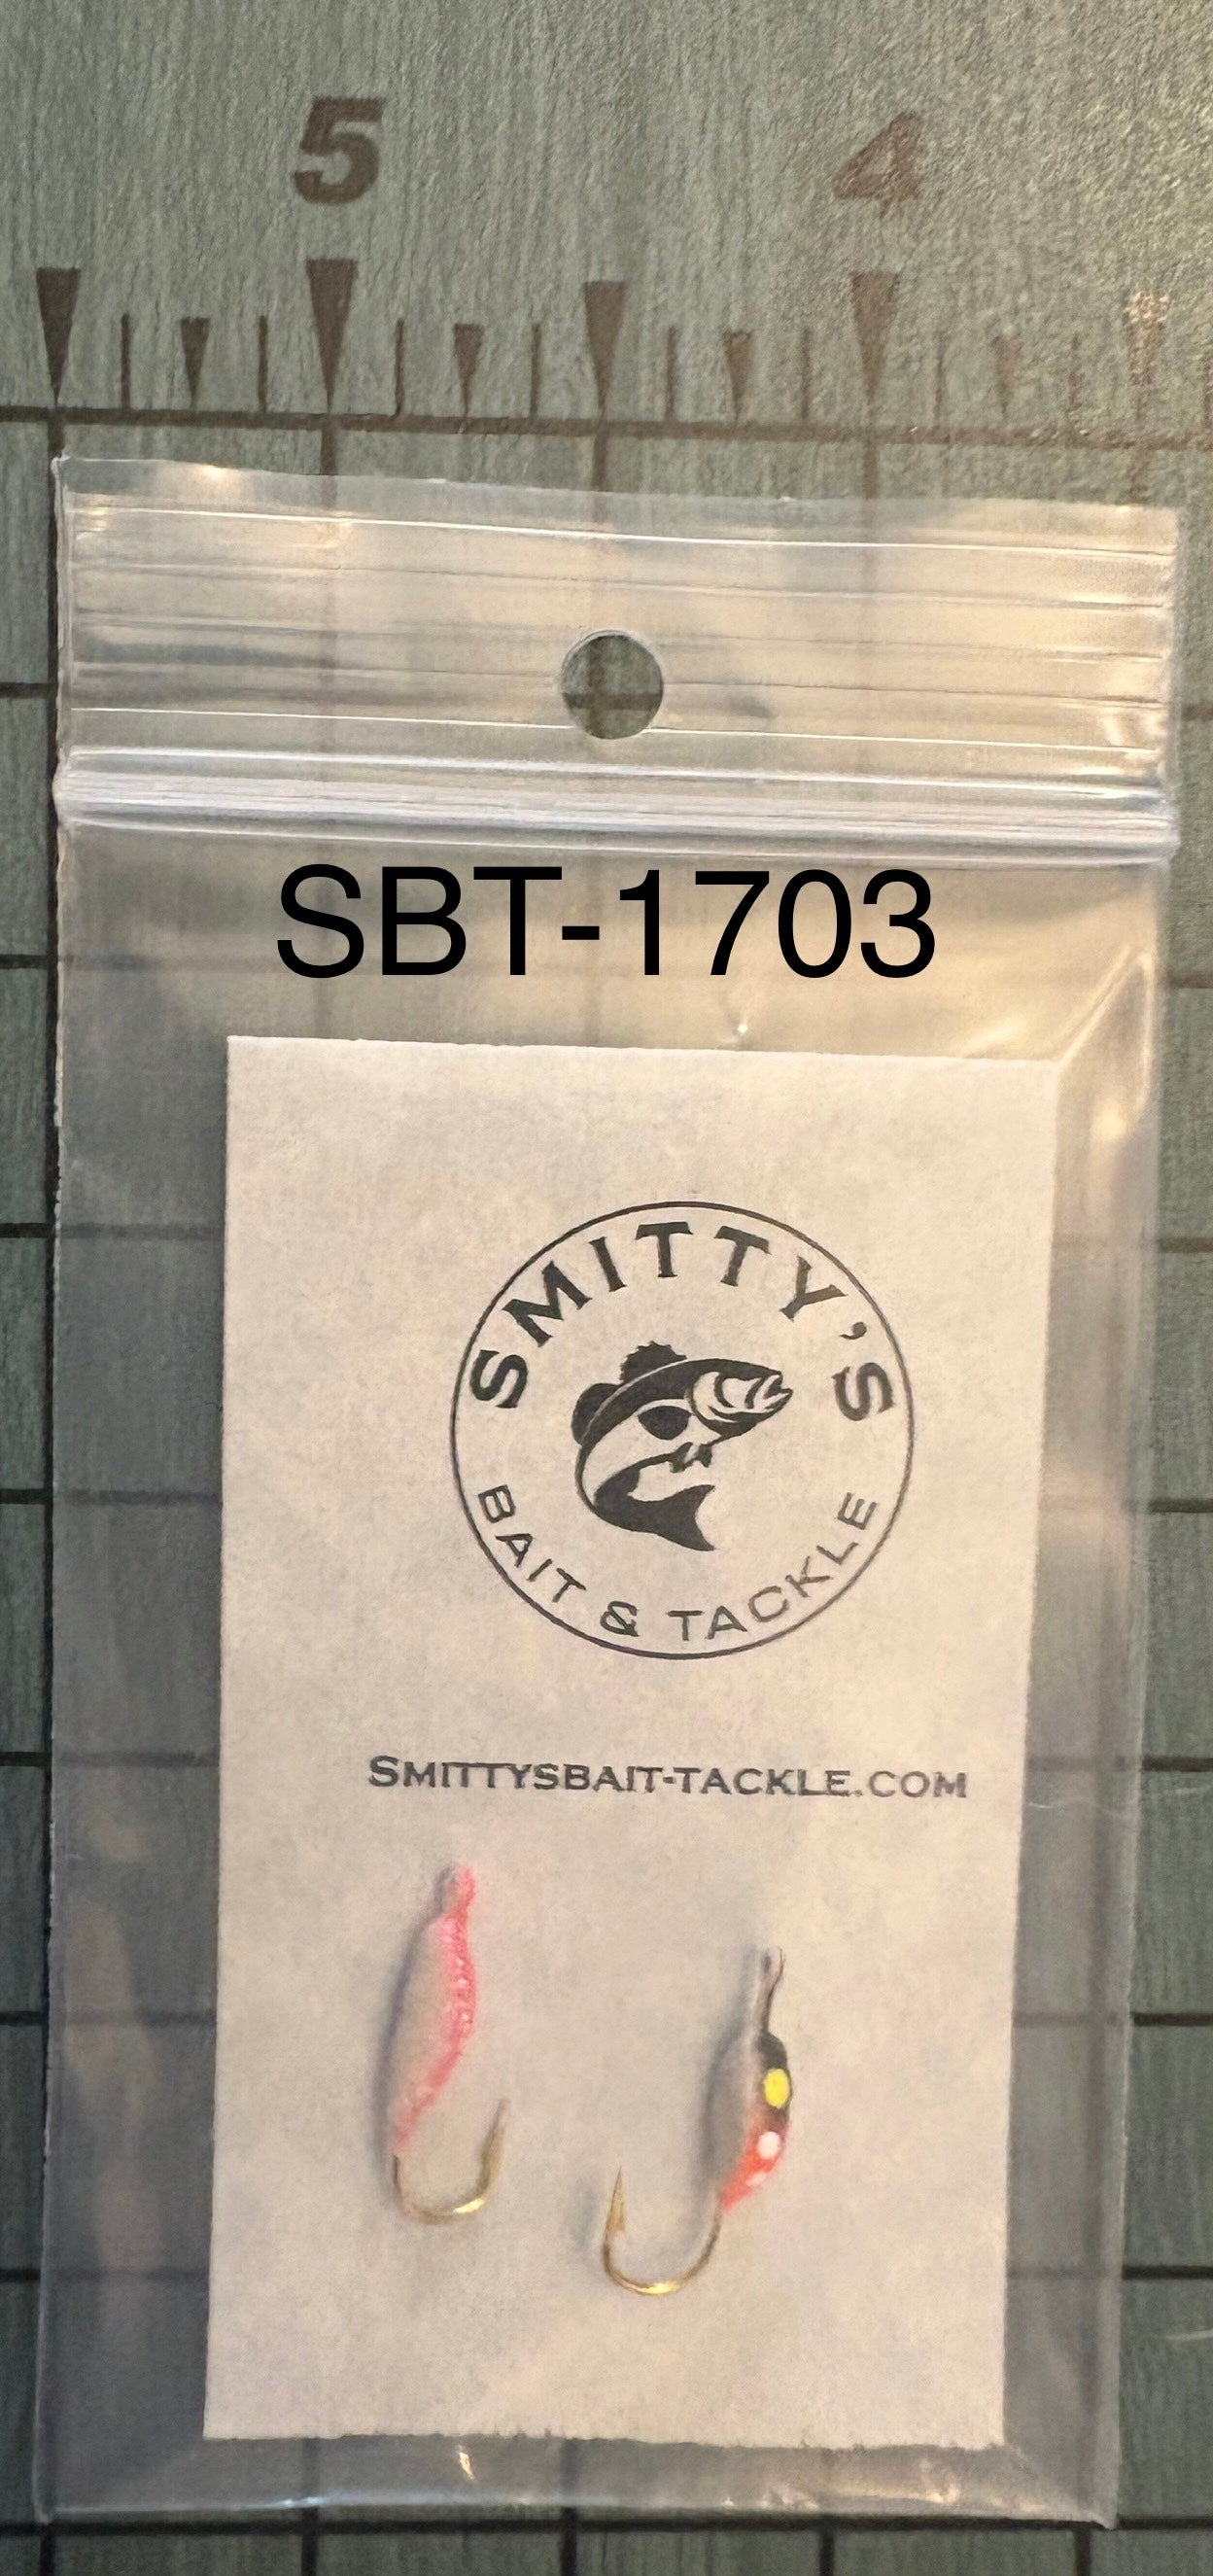 5 4
SBT-1703
SMITTY'S
BAIT & TACKLE
SMITTYSBAIT-TACKLE.COM